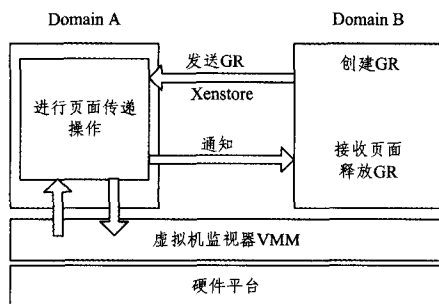 Domain A
Domain B
发送GR
创建GR
Xenstore
进行页面传递
操作
通知
接收页面
释放GR
虚拟机监视器VMM
硬件平台